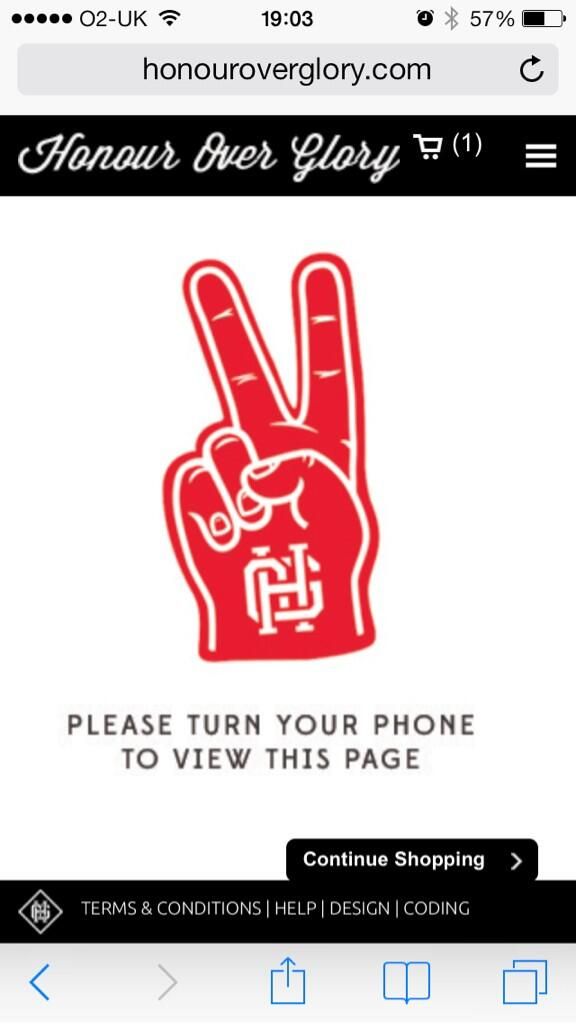 O2-UK 19:03 57%
honouroverglory.com
Honour Over Glory (1)
PLEASE TURN YOUR PHONE
TO VIEW THIS PAGE
Continue Shopping
TERMS & CONDITIONS | HELP | DESIGN | CODING